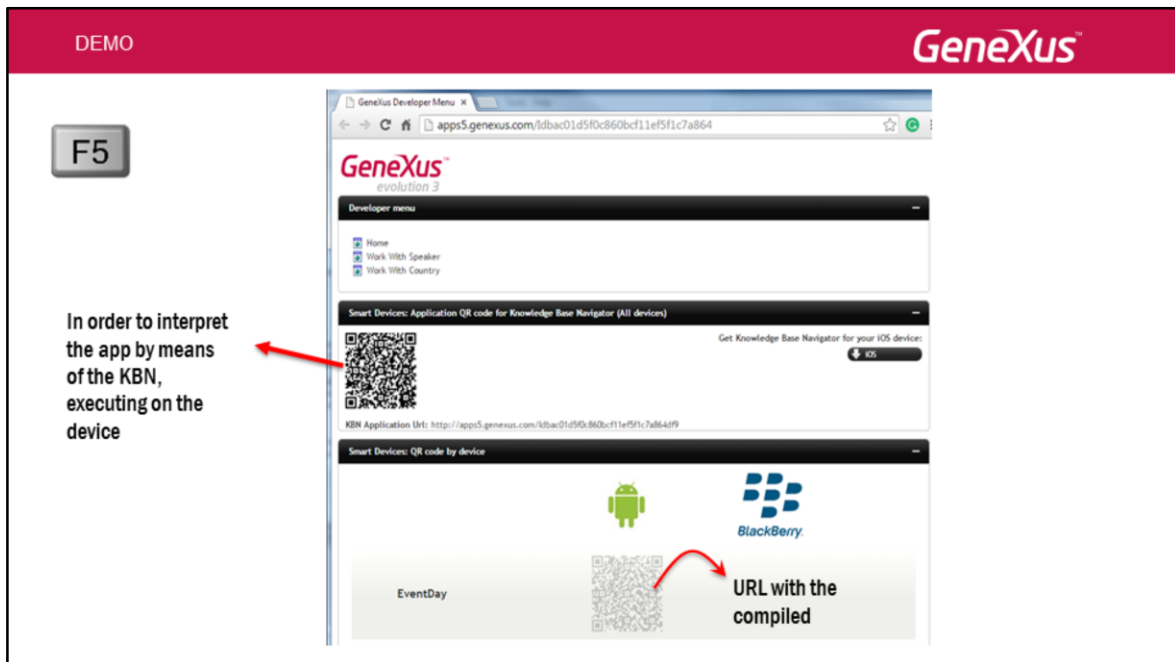 DEMO
GeneXus™
F5
GeneXus Developer Menu
apps5.genexus.com/Idbac01d5f0c860bcf11ef5f1c7a864
GeneXus™
evolution 3
Developer menu
Home
Work With Speaker
Work With Country
Smart Devices: Application QR code for Knowledge Base Navigator (All devices)
Get Knowledge Base Navigator for your iOS device:
iOS
KBN Application Url: http://apps5.genexus.com/Idbac01d5f0c860bcf11ef5f1c7a864df9
In order to interpret
the app by means
of the KBN,
executing on the
device
Smart Devices: QR code by device
BlackBerry.
EventDay
URL with the
compiled